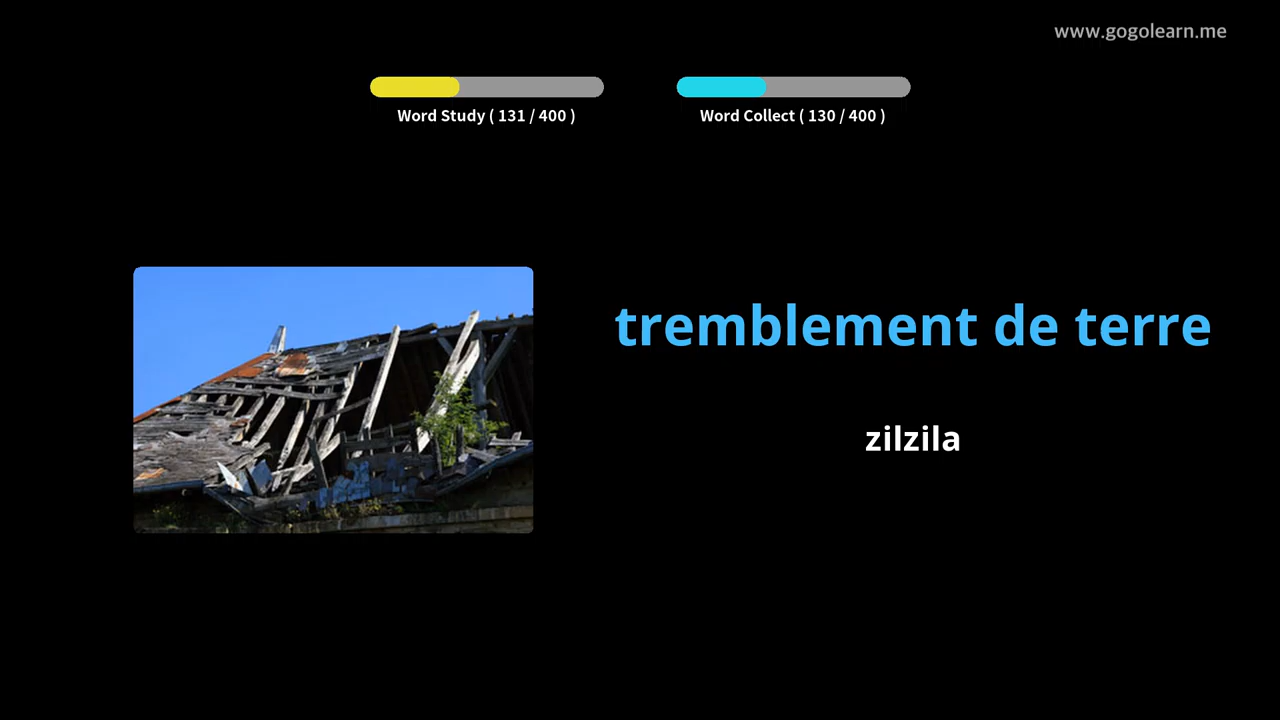 www.gogolearn.me
Word Study ( 131 / 400 )
Word Collect ( 130 / 400 )
tremblement de terre
zilzila